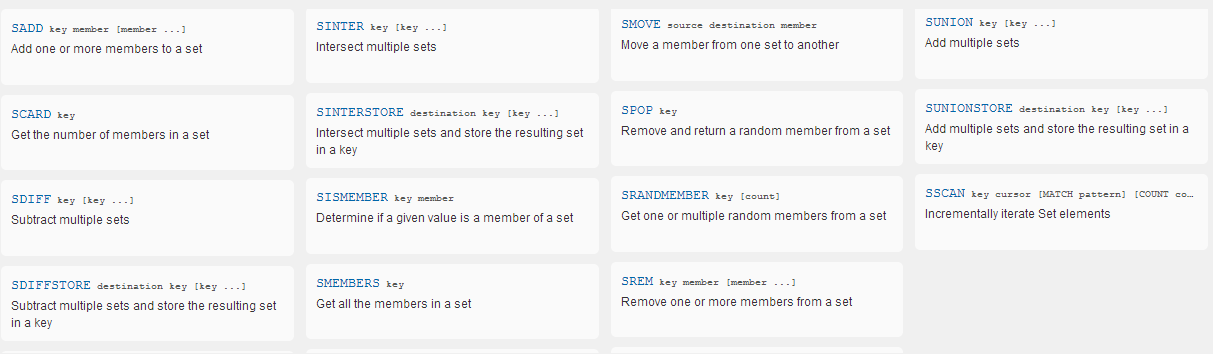 SADD key member [member ...]
Add one or more members to a set
SCARD key
Get the number of members in a set
SDIFF key [key ...]
Subtract multiple sets
SDIFFSTORE destination key [key ...]
Subtract multiple sets and store the resulting set
in a key
SINTER key [key ...]
Intersect multiple sets
SINTERSTORE destination key [key ...]
Intersect multiple sets and store the resulting set
in a key
SISMEMBER key member
Determine if a given value is a member of a set
SMEMBERS key
Get all the members in a set
SMOVE source destination member
Move a member from one set to another
SPOP key
Remove and return a random member from a set
SRANDMEMBER key [count]
Get one or multiple random members from a set
SREM key member [member ...]
Remove one or more members from a set
SUNION key [key ...]
Add multiple sets
SUNIONSTORE destination key [key ...]
Add multiple sets and store the resulting set in a
key
SSCAN key cursor [MATCH pattern] [COUNT co…
Incrementally iterate Set elements